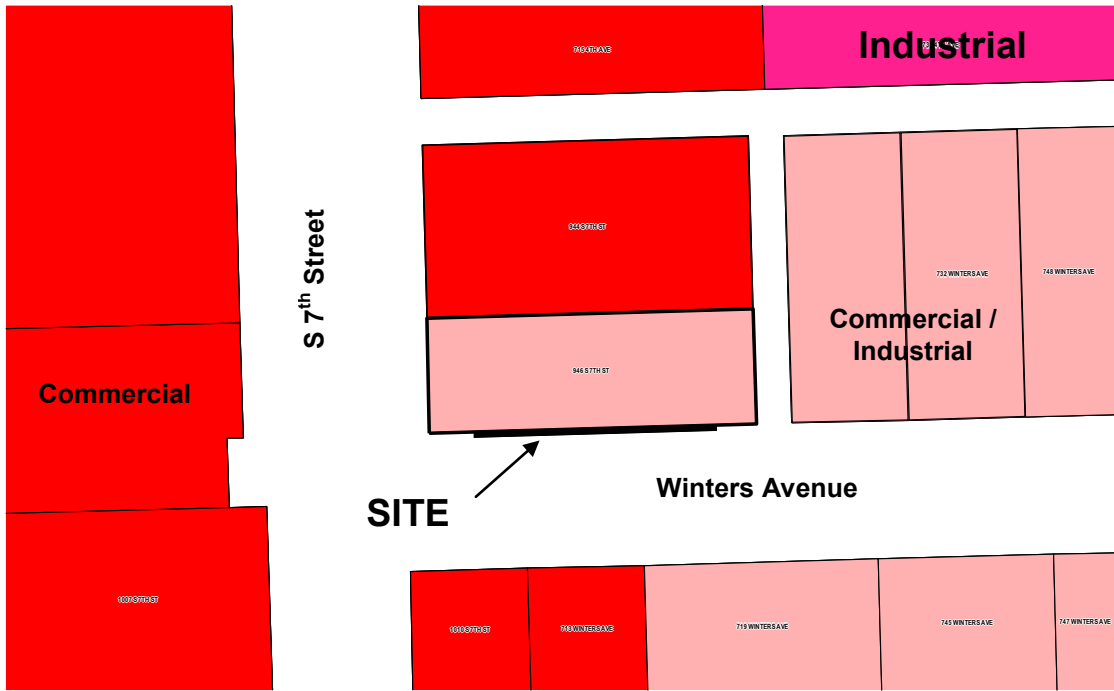 713 4TH AVE
Industrial
944 S 7TH ST
S 7th Street
732 WINTERS AVE
748 WINTERS AVE
Commercial /
Industrial
946 S 7TH ST
Commercial
Winters Avenue
SITE
1007 S 7TH ST
1010 S 7TH ST
713 WINTERS AVE
719 WINTERS AVE
745 WINTERS AVE
747 WINTERS AVE